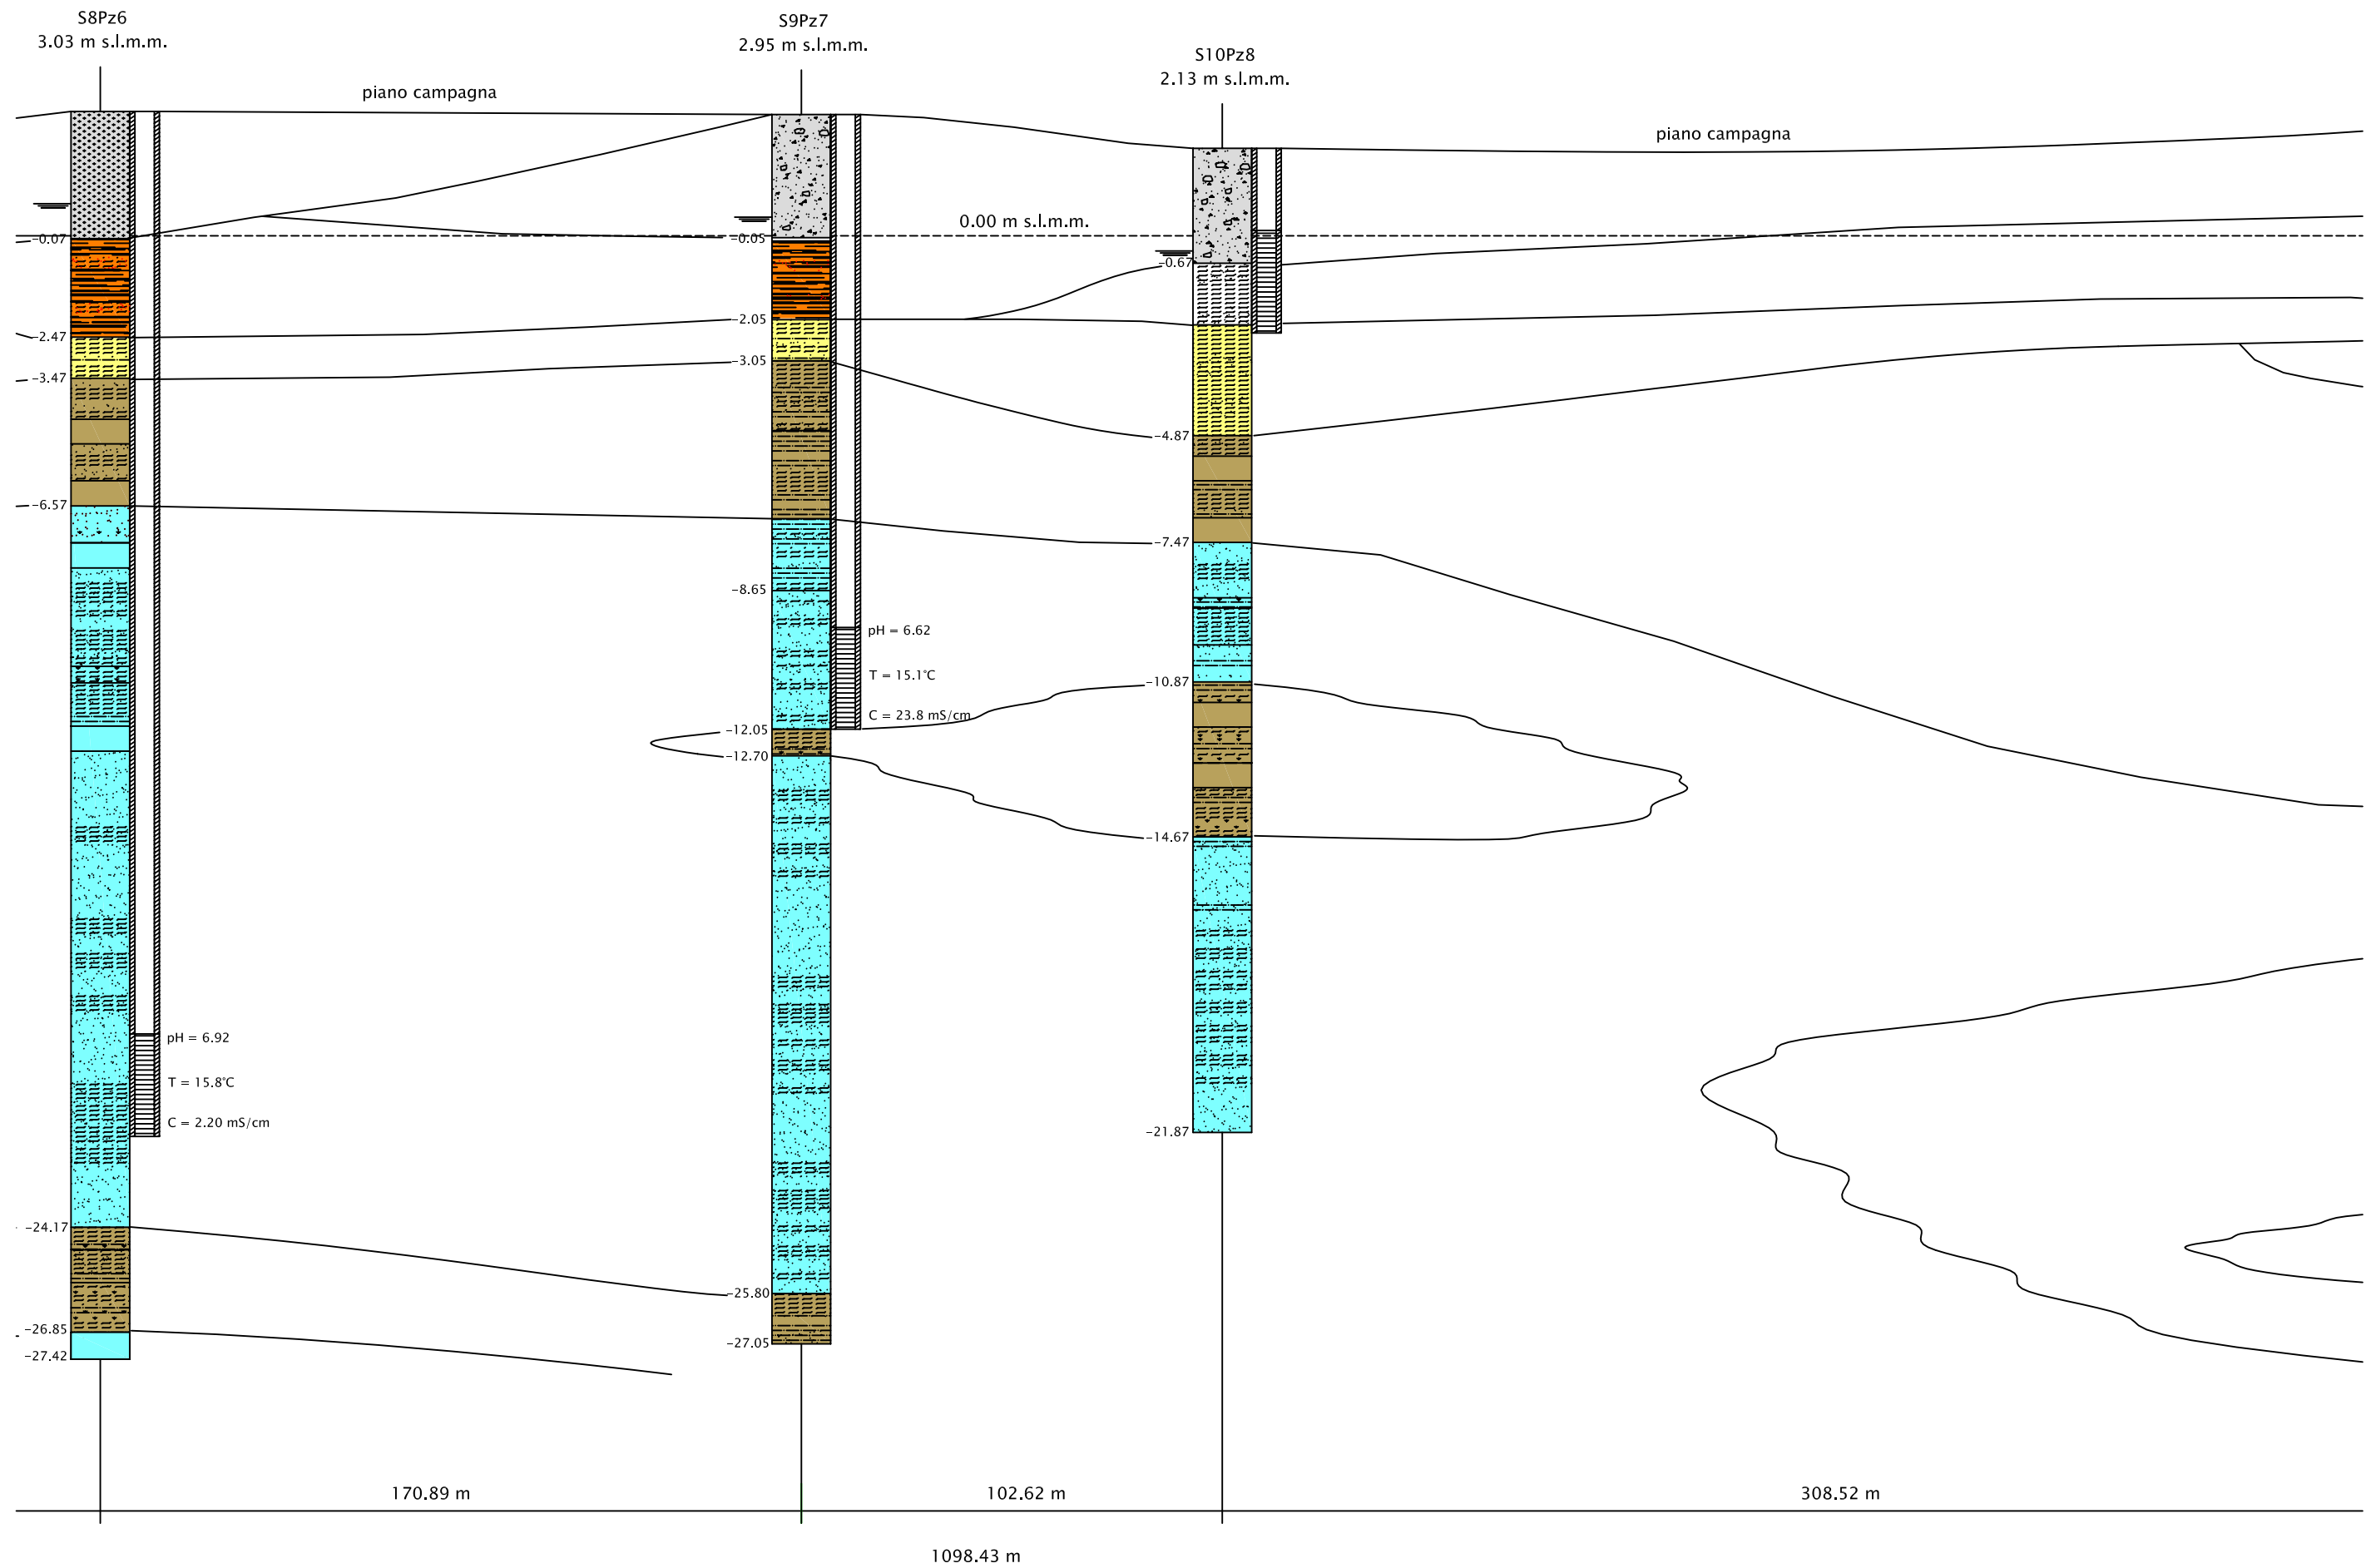 S8Pz6
3.03 m s.l.m.m.
S9Pz7
2.95 m s.l.m.m.
S10Pz8
2.13 m s.l.m.m.
piano campagna
piano campagna
0.00 m s.l.m.m.
-0.07
-2.47
-3.47
-6.57
-24.17
-26.85
-27.42
pH = 6.92
T = 15.8°C
C = 2.20 mS/cm
-0.05
-2.05
-3.05
-8.65
-12.05
-12.70
-25.80
-27.05
pH = 6.62
T = 15.1°C
C = 23.8 mS/cm
-0.67
-4.87
-7.47
-10.87
-14.67
-21.87
170.89 m
102.62 m
308.52 m
1098.43 m